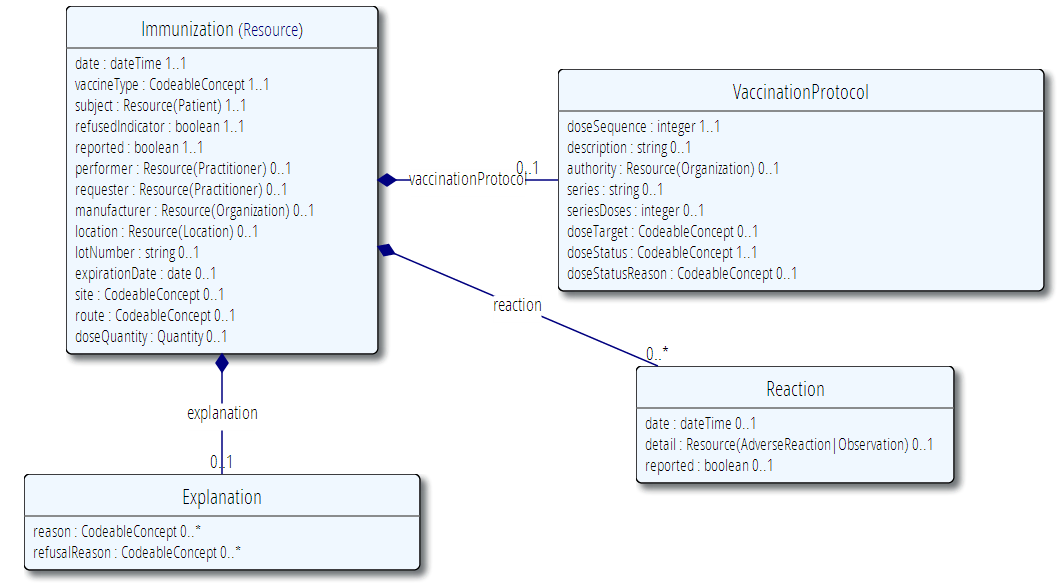 Immunization (Resource)
date : dateTime 1..1
vaccineType : CodeableConcept 1..1
subject : Resource(Patient) 1..1
refusedIndicator : boolean 1..1
reported : boolean 1..1
performer : Resource(Practitioner) 0..1
requester : Resource(Practitioner) 0..1
manufacturer : Resource(Organization) 0..1
location : Resource(Location) 0..1
lotNumber : string 0..1
expirationDate : date 0..1
site : CodeableConcept 0..1
route : CodeableConcept 0..1
doseQuantity : Quantity 0..1
vaccinationProtocol
0..1
VaccinationProtocol
doseSequence : integer 1..1
description : string 0..1
authority : Resource(Organization) 0..1
series : string 0..1
seriesDoses : integer 0..1
doseTarget : CodeableConcept 0..1
doseStatus : CodeableConcept 1..1
doseStatusReason : CodeableConcept 0..1
reaction
0..*
Reaction
date : dateTime 0..1
detail : Resource(AdverseReaction|Observation) 0..1
reported : boolean 0..1
explanation
0..1
Explanation
reason : CodeableConcept 0..*
refusalReason : CodeableConcept 0..*